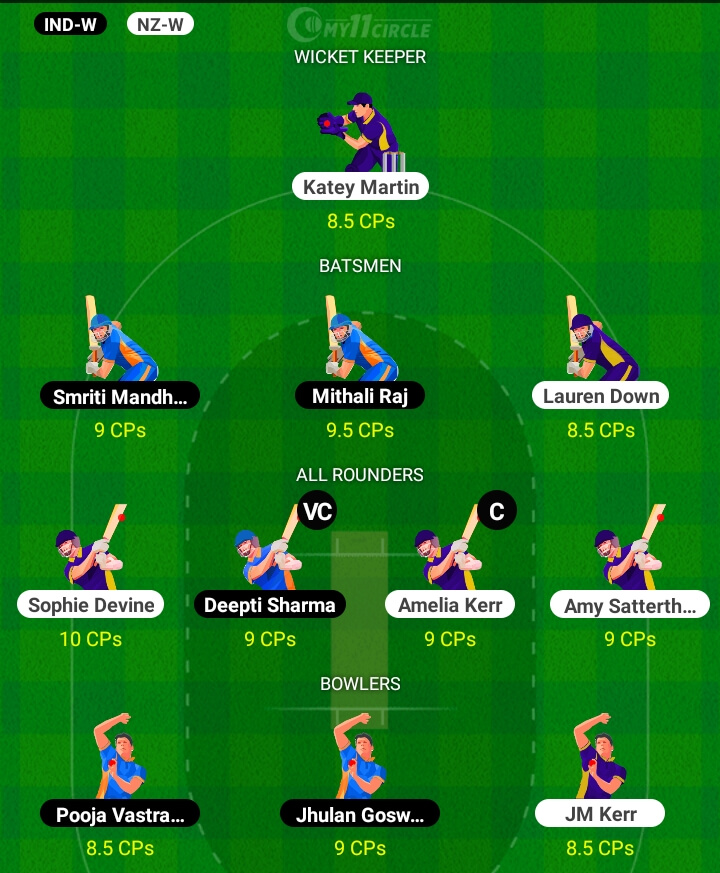 IND-W NZ-W
MY11CIRCLE
WICKET KEEPER
Katey Martin
8.5 CPs
BATSMEN
Smriti Mandh... Mithali Raj Lauren Down
9 CPs 9.5 CPs 8.5 CPs
ALL ROUNDERS
VC C
Sophie Devine Deepti Sharma Amelia Kerr Amy Satterth...
10 CPs 9 CPs 9 CPs 9 CPs
BOWLERS
Pooja Vastra... Jhulan Gosw... JM Kerr
8.5 CPs 9 CPs 8.5 CPs